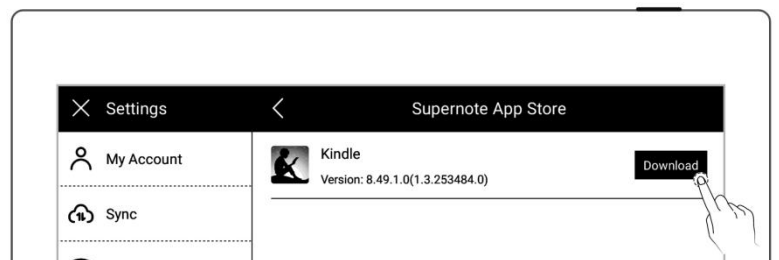 Settings
Supernote App Store
My Account
Kindle
Version: 8.49.1.0(1.3.253484.0)
Download
Sync